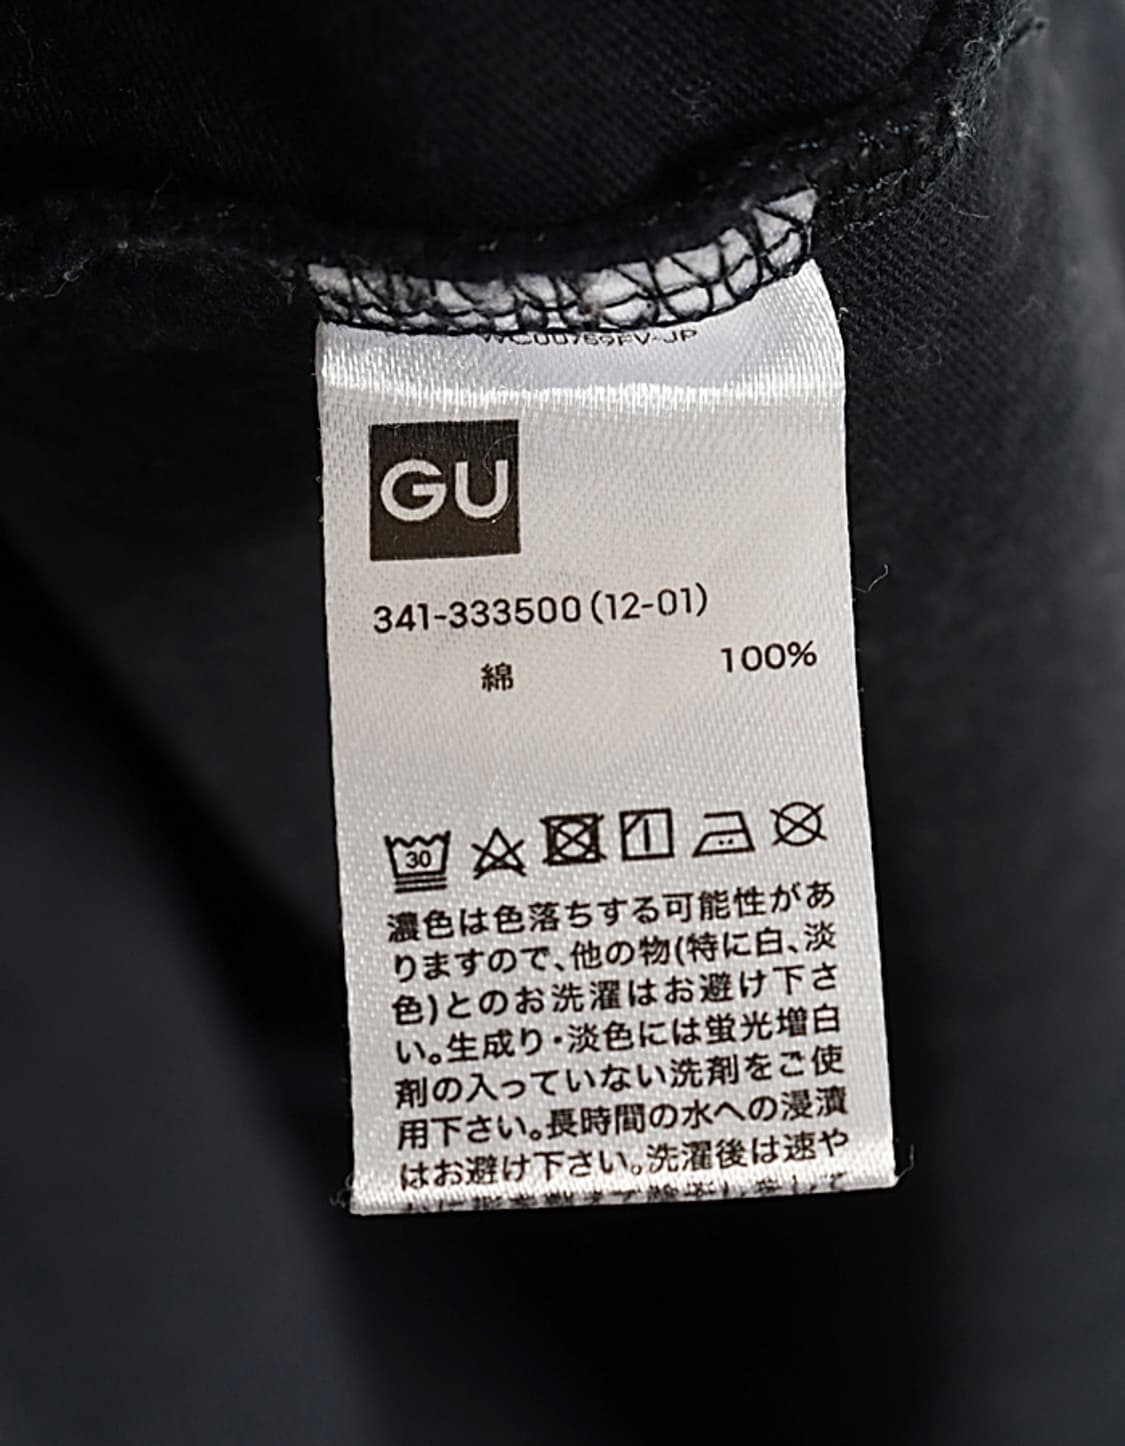 WC00759FV-JP
GU
341-333500(12-01)
綿 100%
30
濃色は色落ちする可能性があ
りますので、他の物(特に白、淡
色)とのお洗濯はお避け下さ
い。生成り・淡色には蛍光増白
剤の入っていない洗剤をご使
用下さい。長時間の水への浸漬
はお避け下さい。洗濯後は速や